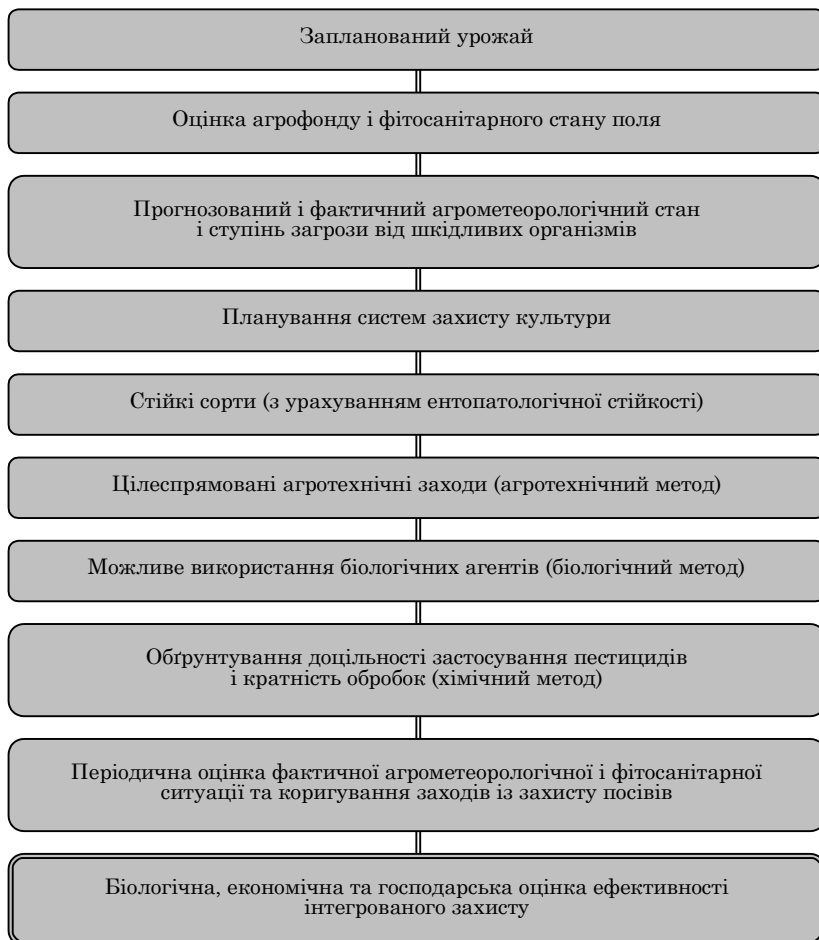 Запланований урожай
Оцінка агрофонду і фітосанітарного стану поля
Прогнозований і фактичний агрометеорологічний стан
і ступінь загрози від шкідливих організмів
Планування систем захисту культури
Стійкі сорти (з урахуванням ентопатологічної стійкості)
Цілеспрямовані агротехнічні заходи (агротехнічний метод)
Можливе використання біологічних агентів (біологічний метод)
Обґрунтування доцільності застосування пестицидів
і кратність обробок (хімічний метод)
Періодична оцінка фактичної агрометеорологічної і фітосанітарної
ситуації та коригування заходів із захисту посівів
Біологічна, економічна та господарська оцінка ефективності
інтегрованого захисту